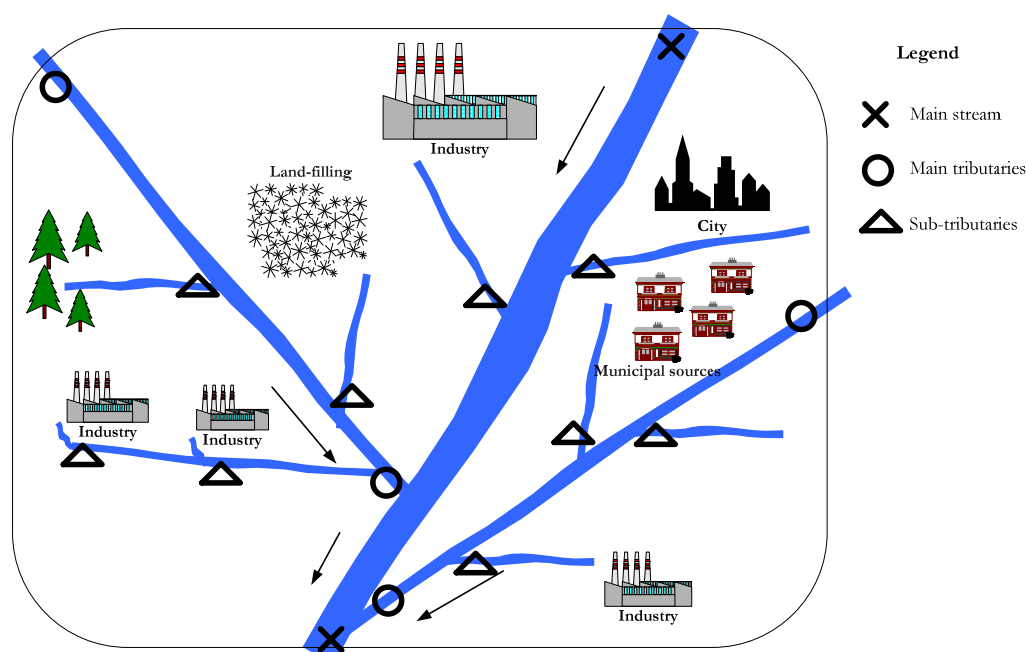 Legend
Main stream
Main tributaries
Sub-tributaries
Industry
Land-filling
City
Municipal sources
Industry
Industry
Industry